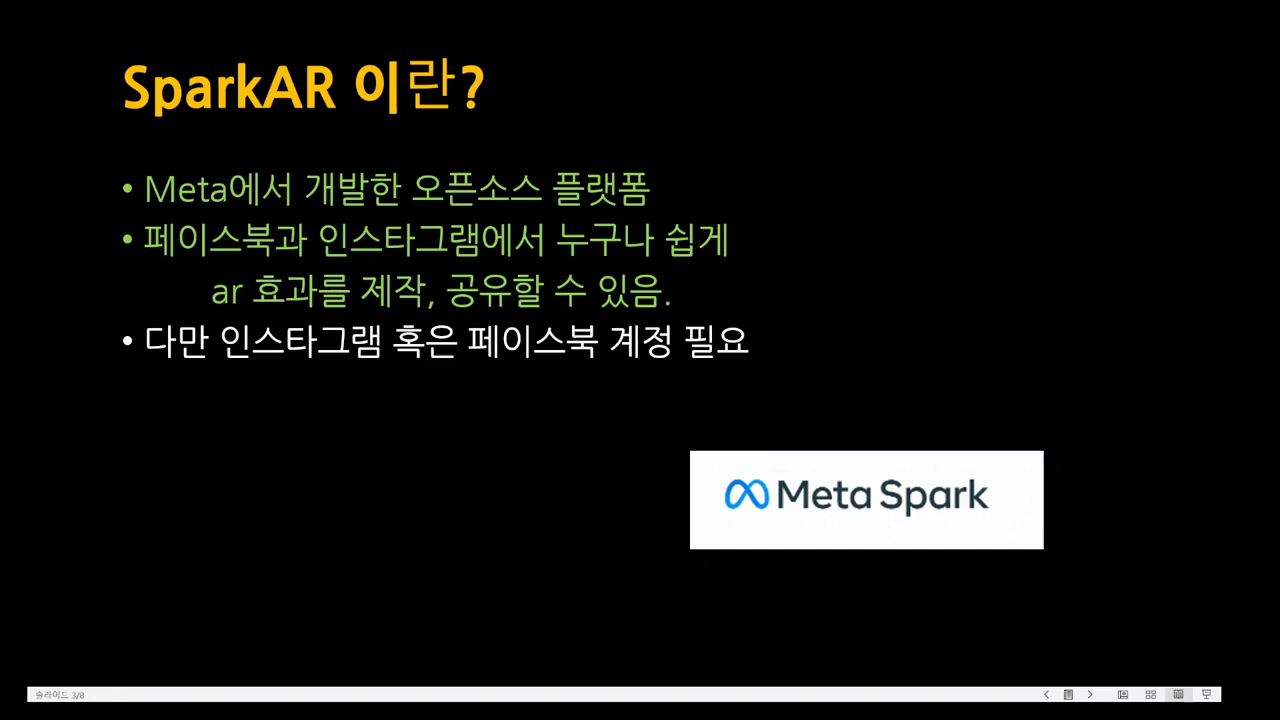 SparkAR 이란?
• Meta에서 개발한 오픈소스 플랫폼
• 페이스북과 인스타그램에서 누구나 쉽게
ar 효과를 제작, 공유할 수 있음.
• 다만 인스타그램 혹은 페이스북 계정 필요
Meta Spark
슬라이드 3/8